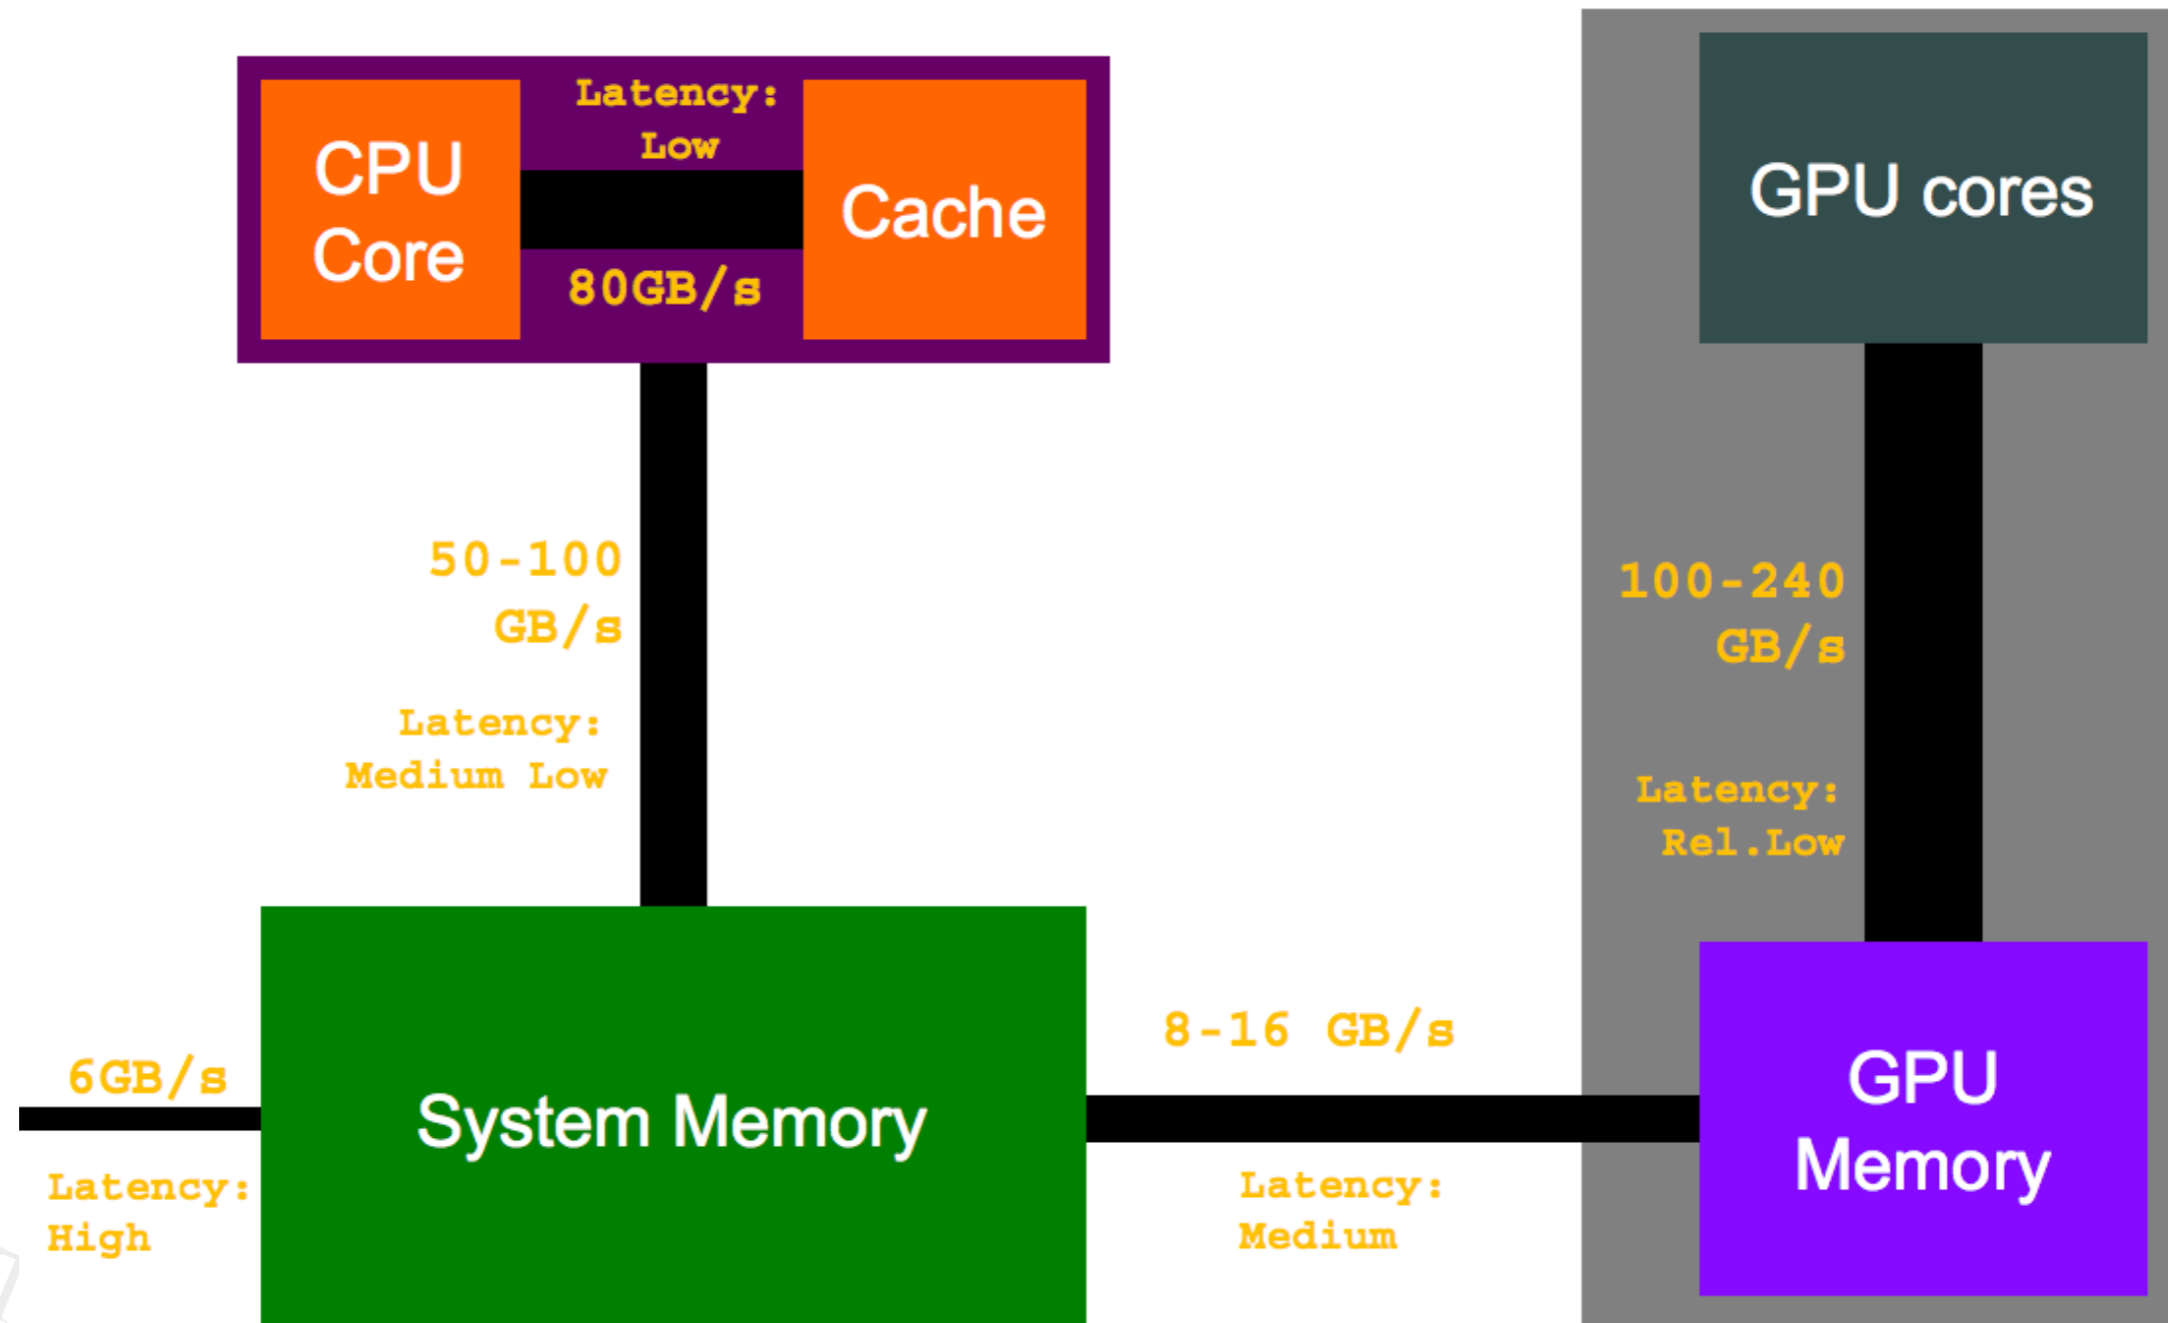 Latency:
Low
CPU
Core
Cache
80GB/s
GPU cores
50-100
GB/s
Latency:
Medium Low
100-240
GB/s
Latency:
Rel.Low
6GB/s
System Memory
Latency:
High
8-16 GB/s
Latency:
Medium
GPU
Memory